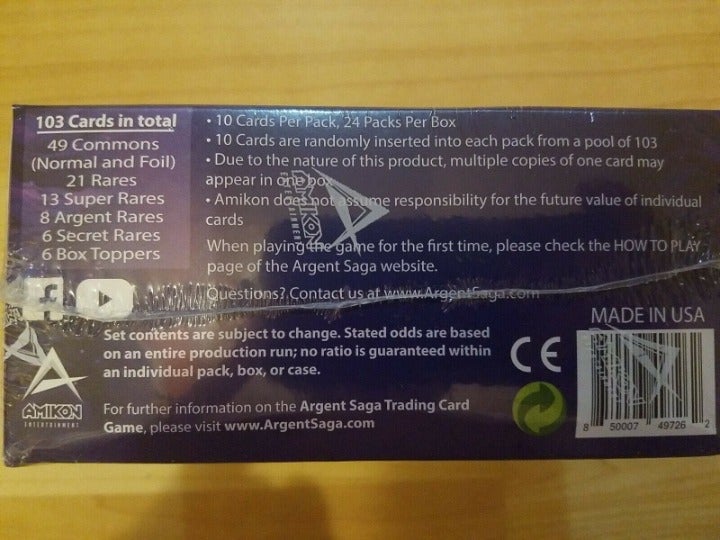 103 Cards in total
49 Commons
(Normal and Foil)
21 Rares
13 Super Rares
8 Argent Rares
6 Secret Rares
6 Box Toppers
• 10 Cards Per Pack, 24 Packs Per Box
• 10 Cards are randomly inserted into each pack from a pool of 103
• Due to the nature of this product, multiple copies of one card may
appear in one box
• Amikon does not assume responsibility for the future value of individual
cards
When playing the game for the first time, please check the HOW TO PLAY
page of the Argent Saga website.
Questions? Contact us at www.ArgentSaga.com
AMIKON
ENTERTAINMENT
Set contents are subject to change. Stated odds are based
on an entire production run; no ratio is guaranteed within
an individual pack, box, or case.
For further information on the Argent Saga Trading Card
Game, please visit www.ArgentSaga.com
AMIKON
ENTERTAINMENT
CE
MADE IN USA
8 50007 49726 2